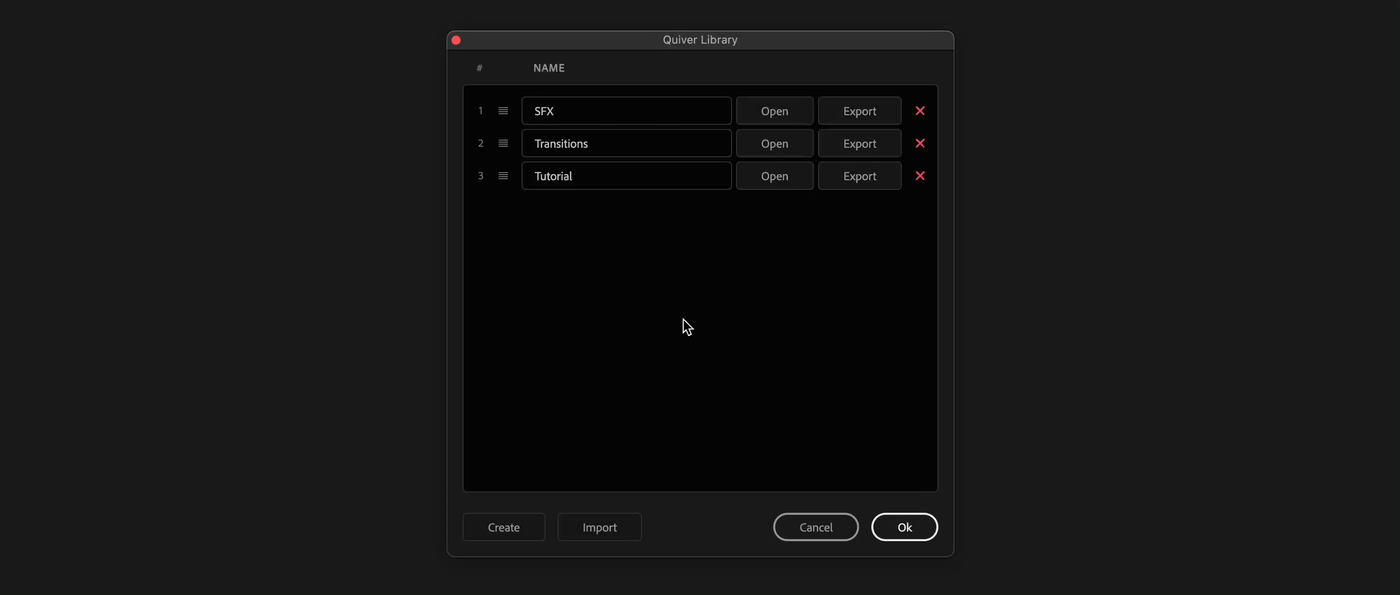 Quiver Library
# NAME
1 SFX Open Export
2 Transitions Open Export
3 Tutorial Open Export
Create Import Cancel Ok